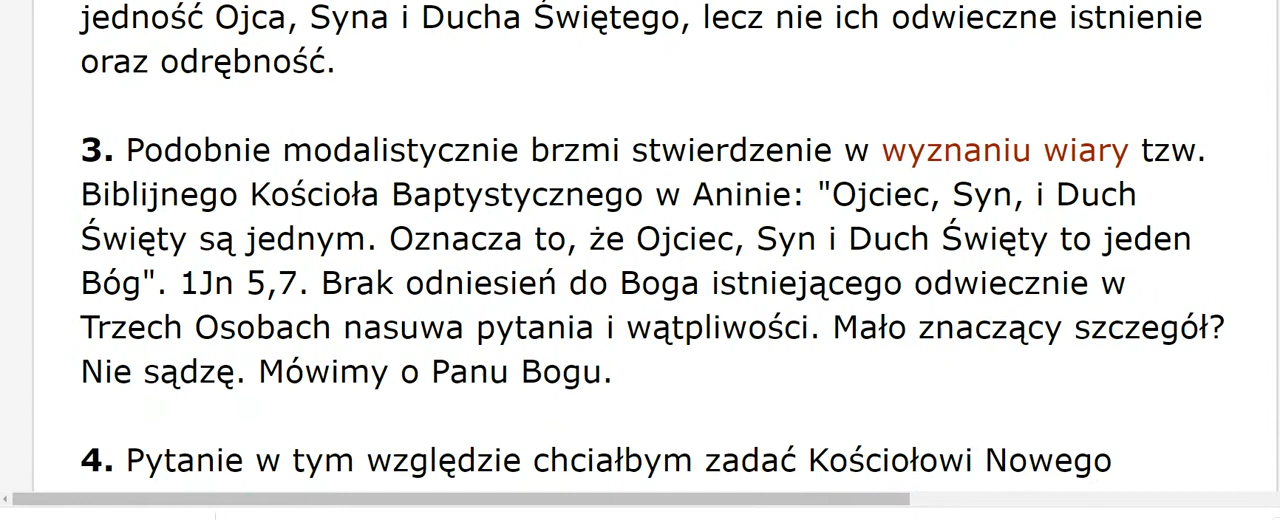 jedność Ojca, Syna i Ducha Świętego, lecz nie ich odwieczne istnienie
oraz odrębność.
3. Podobnie modalistycznie brzmi stwierdzenie w wyznaniu wiary tzw.
Biblijnego Kościoła Baptystycznego w Aninie: "Ojciec, Syn, i Duch
Święty są jednym. Oznacza to, że Ojciec, Syn i Duch Święty to jeden
Bóg". 1Jn 5,7. Brak odniesień do Boga istniejącego odwiecznie w
Trzech Osobach nasuwa pytania i wątpliwości. Mało znaczący szczegół?
Nie sądzę. Mówimy o Panu Bogu.
4. Pytanie w tym względzie chciałbym zadać Kościołowi Nowego